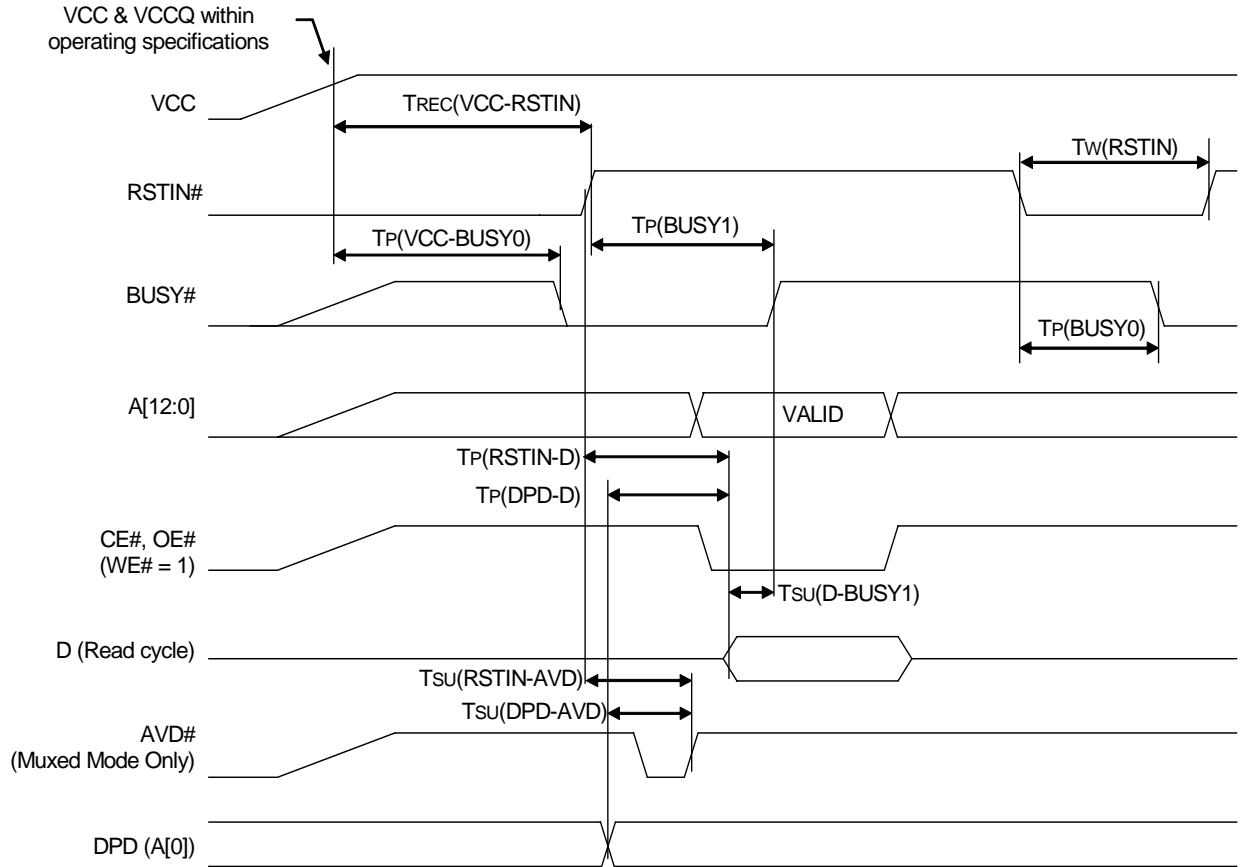 VCC & VCCQ within
operating specifications
VCC
TREC(VCC-RSTIN)
TW(RSTIN)
RSTIN#
TP(VCC-BUSY0)
TP(BUSY1)
BUSY#
TP(BUSY0)
A[12:0]
VALID
TP(RSTIN-D)
TP(DPD-D)
CE#, OE#
(WE# = 1)
TSU(D-BUSY1)
D (Read cycle)
TSU(RSTIN-AVD)
TSU(DPD-AVD)
AVD#
(Muxed Mode Only)
DPD (A[0])